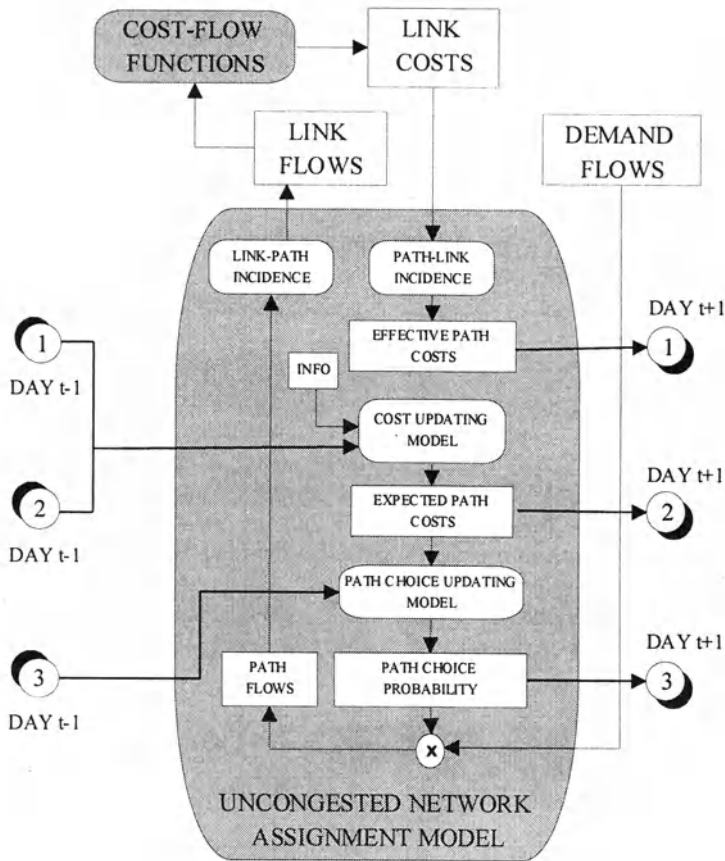 COST-FLOW
FUNCTIONS
LINK
COSTS
LINK
FLOWS
DEMAND
FLOWS
LINK-PATH
INCIDENCE
PATH-LINK
INCIDENCE
DAY t+1
1
1
EFFECTIVE PATH
COSTS
DAY t-1
INFO
COST UPDATING
MODEL
DAY t+1
2
2
EXPECTED PATH
COSTS
DAY t-1
PATH CHOICE UPDATING
MODEL
DAY t+1
3
3
PATH
FLOWS
PATH CHOICE
PROBABILITY
DAY t-1
X
UNCONGESTED NETWORK
ASSIGNMENT MODEL